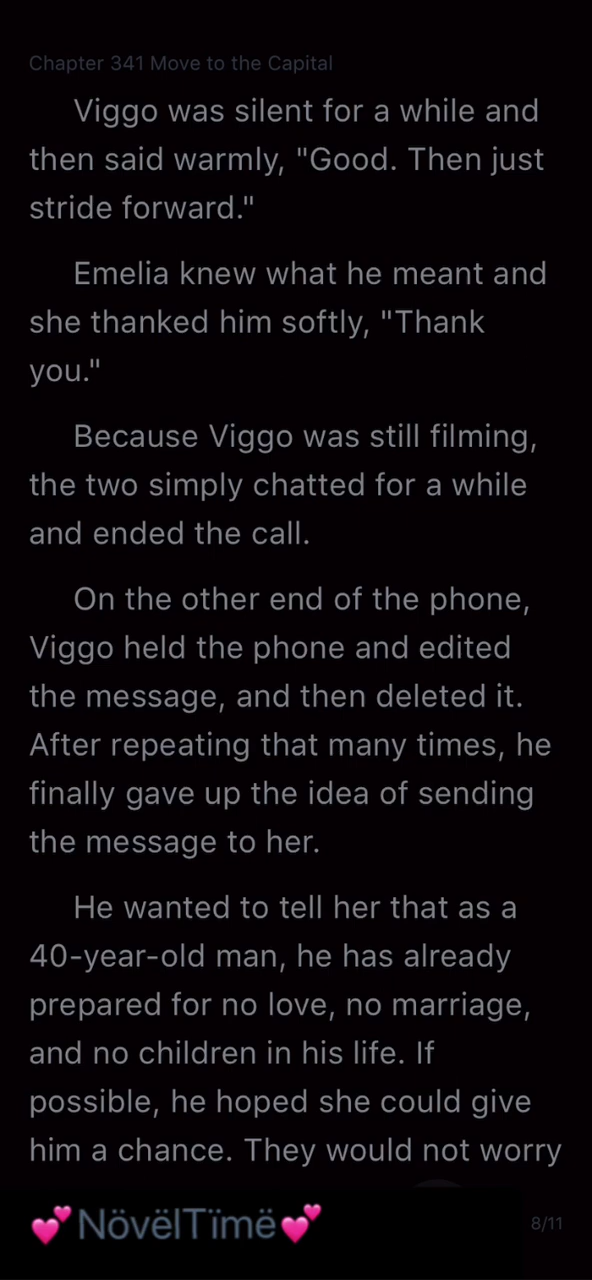 Chapter 341 Move to the Capital
Viggo was silent for a while and
then said warmly, "Good. Then just
stride forward."
Emelia knew what he meant and
she thanked him softly, "Thank
you."
Because Viggo was still filming,
the two simply chatted for a while
and ended the call.
On the other end of the phone,
Viggo held the phone and edited
the message, and then deleted it.
After repeating that many times, he
finally gave up the idea of sending
the message to her.
He wanted to tell her that as a
40-year-old man, he has already
prepared for no love, no marriage,
and no children in his life. If
possible, he hoped she could give
him a chance. They would not worry
💕NövëlTïmë💕
8/11